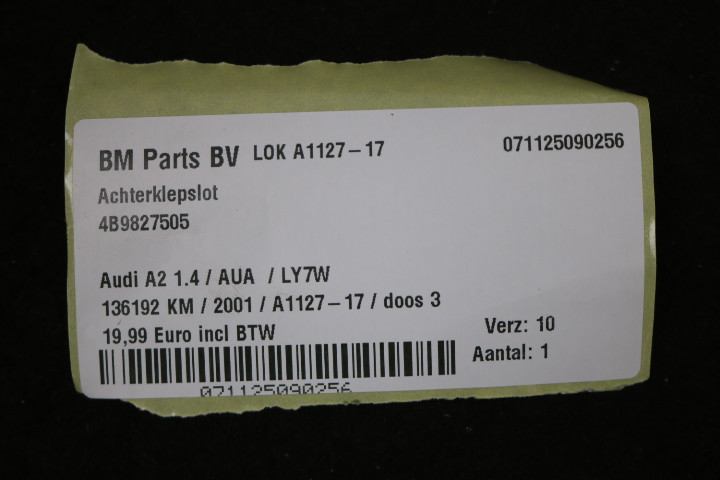 BM Parts BV LOK A1127-17 071125090256
Achterklepslot
4B9827505
Audi A2 1.4 / AUA / LY7W
136192 KM / 2001 / A1127-17 / doos 3
19,99 Euro incl BTW
Verz: 10
Aantal: 1
071125090256